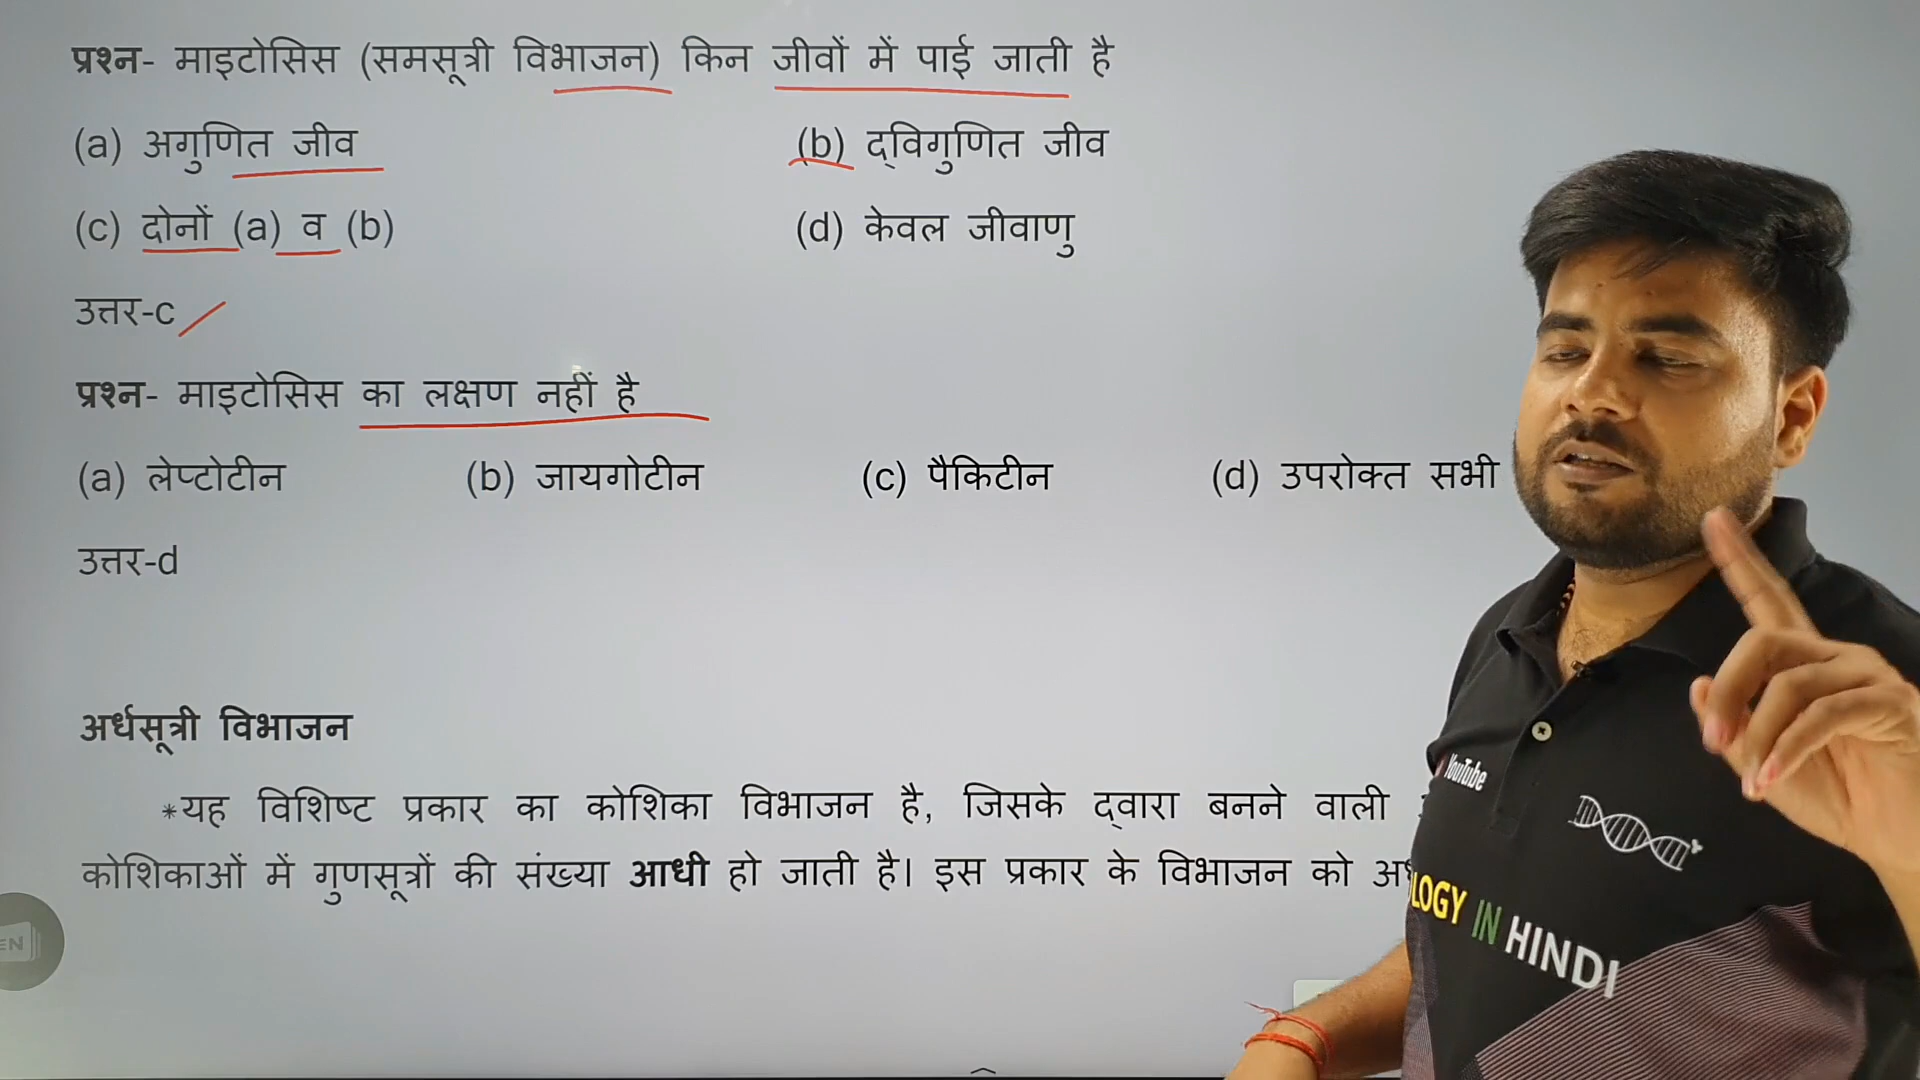 प्रश्न- माइटोसिस (समसूत्री विभाजन) किन जीवों में पाई जाती है
(a) अगुणित जीव (b) द्विगुणित जीव
(c) दोनों (a) व (b) (d) केवल जीवाणु
उत्तर-c
प्रश्न- माइटोसिस का लक्षण नहीं है
(a) लेप्टोटीन (b) जायगोटीन (c) पैकिटीन (d) उपरोक्त सभी
उत्तर-d
अर्धसूत्री विभाजन
*यह विशिष्ट प्रकार का कोशिका विभाजन है, जिसके द्वारा बनने वाली
कोशिकाओं में गुणसूत्रों की संख्या आधी हो जाती है। इस प्रकार के विभाजन को
YouTube
LOGY IN HINDI
EN